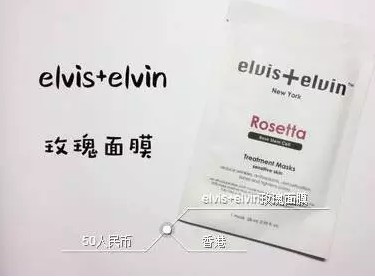 elvis+elvin
玫瑰面膜
elvis+elvin™
New York
Rosetta
Rose Stem Cell
Treatment Masks
sensitive skin
elvis+elvin玫瑰面膜
50人民币
香港